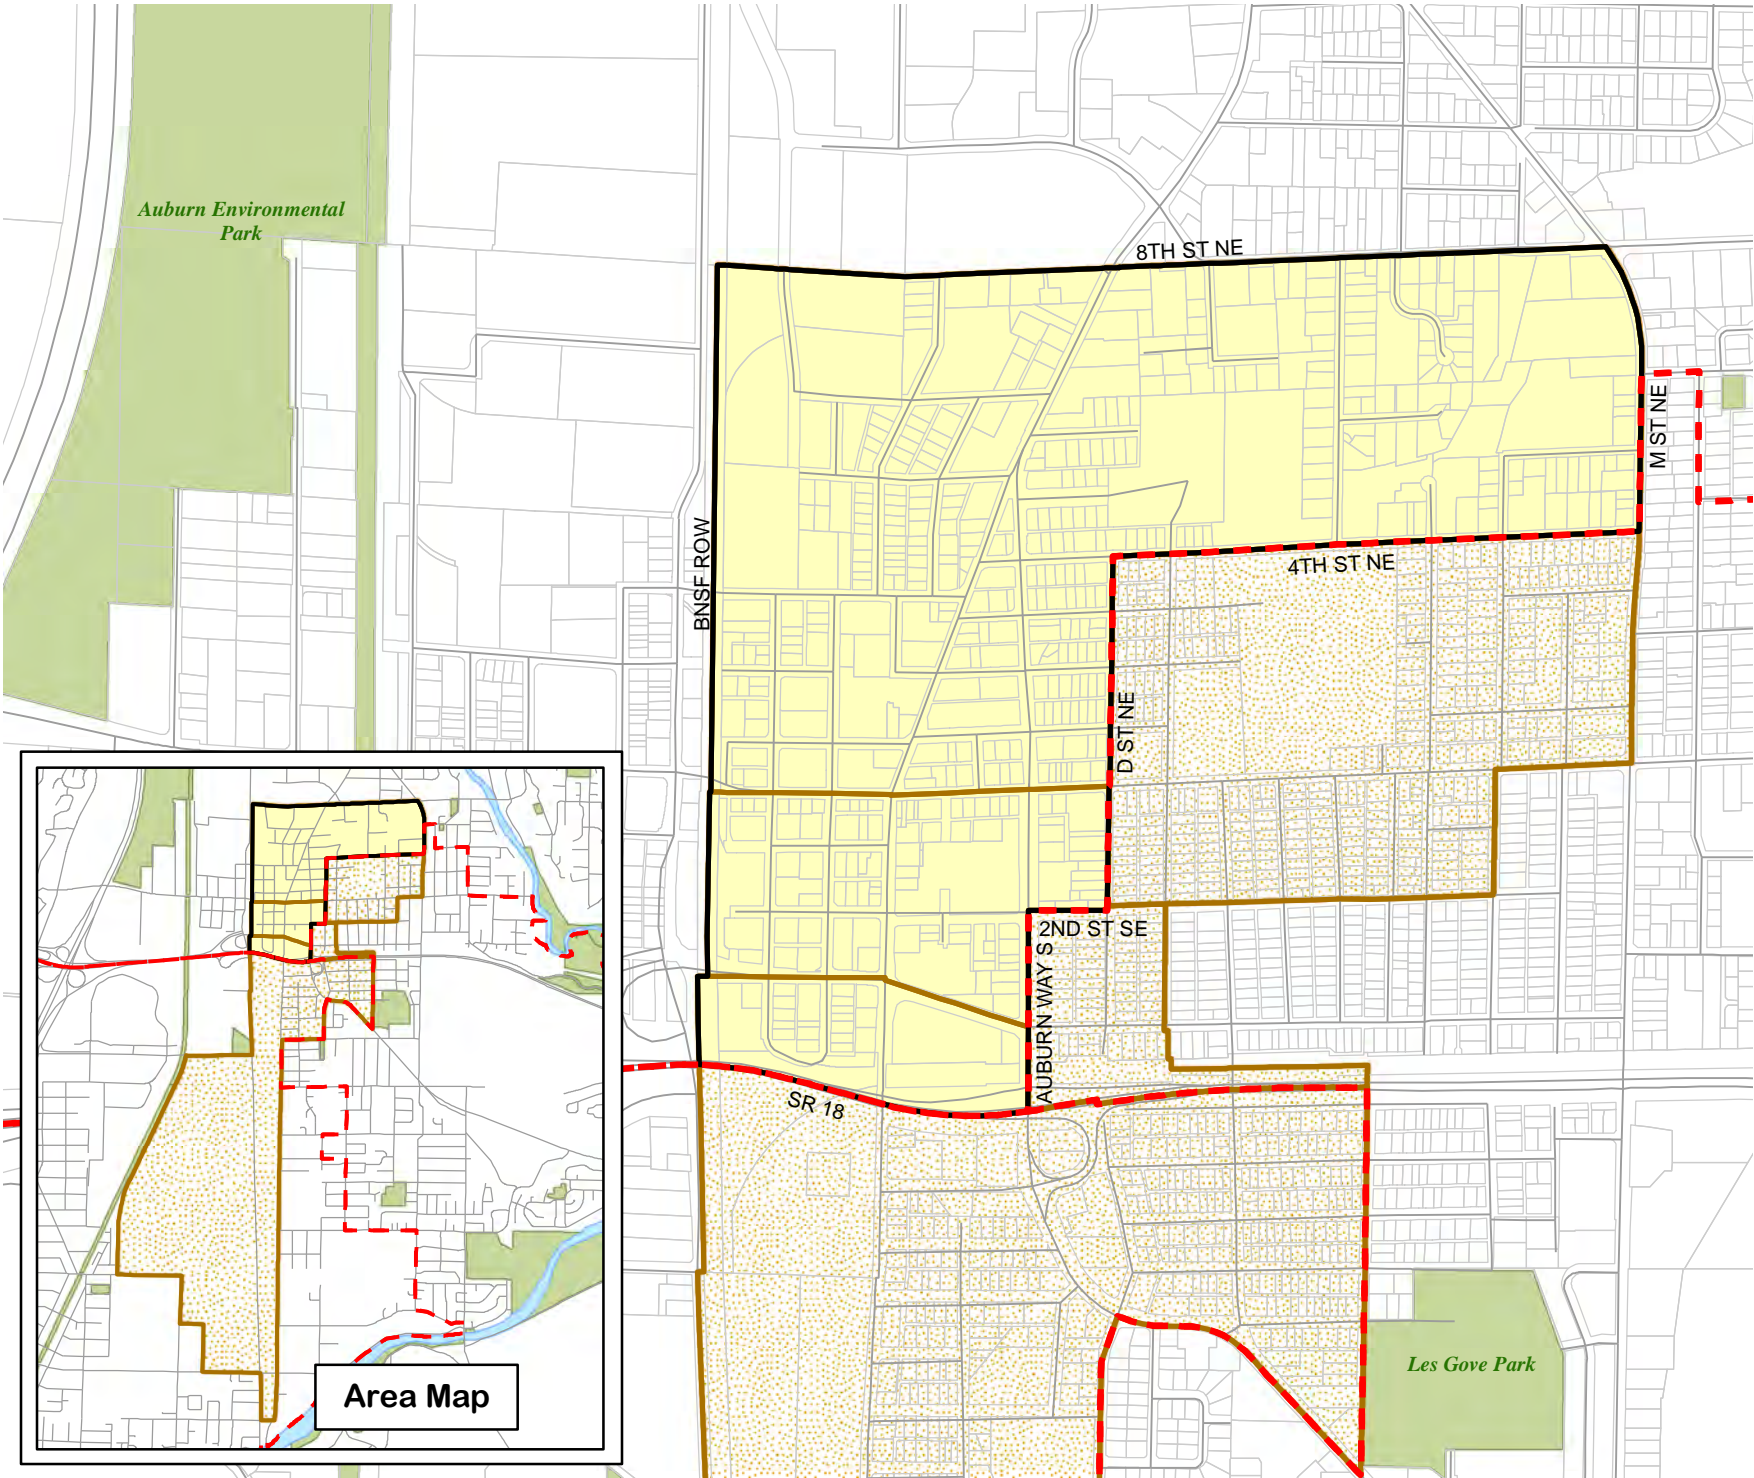 Auburn Environmental
Park
8TH ST NE
M ST NE
BNSF ROW
4TH ST NE
D ST NE
2ND ST SE
AUBURN WAY S
SR 18
Les Gove Park
Area Map